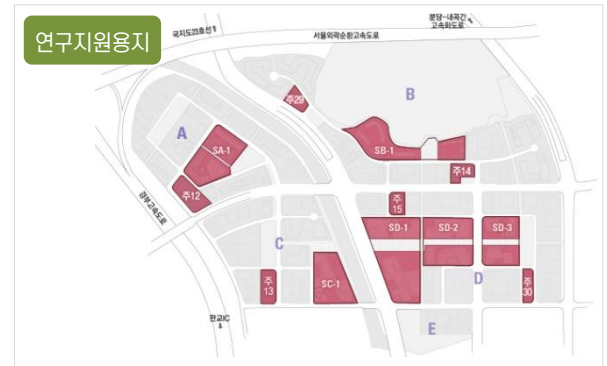 연구지원용지
국지도23호선↑
서울외곽순환고속도로
분당-내곡간
고속화도로
B
주29
A
SA-1
SB-1
주14
주12
경부고속도로
주
15
SD-1
SD-2
SD-3
C
D
SC-1
주
13
주
30
판교IC
↓
E